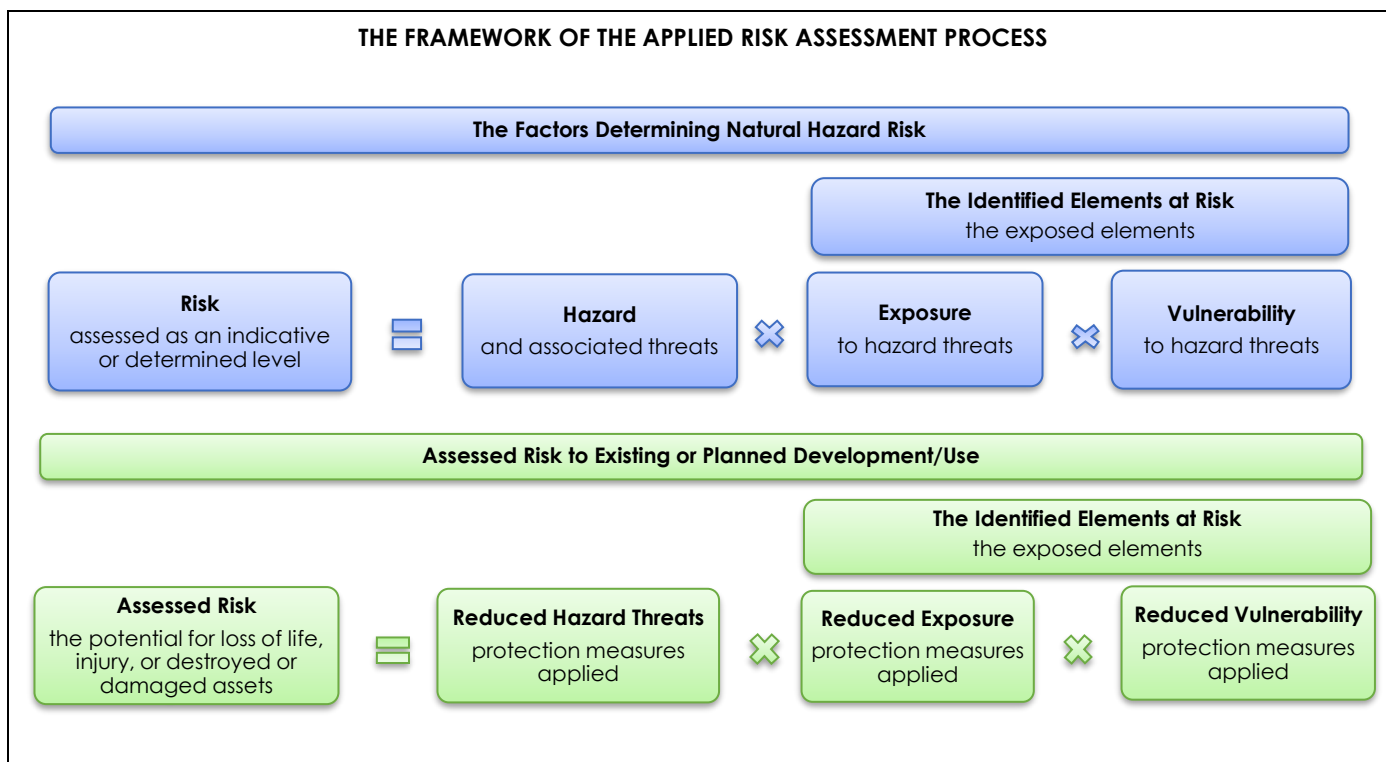 THE FRAMEWORK OF THE APPLIED RISK ASSESSMENT PROCESS
The Factors Determining Natural Hazard Risk
The Identified Elements at Risk
the exposed elements
Risk
assessed as an indicative
or determined level
Hazard
and associated threats
Exposure
to hazard threats
Vulnerability
to hazard threats
Assessed Risk to Existing or Planned Development/Use
The Identified Elements at Risk
the exposed elements
Assessed Risk
the potential for loss of life,
injury, or destroyed or
damaged assets
Reduced Hazard Threats
protection measures
applied
Reduced Exposure
protection measures
applied
Reduced Vulnerability
protection measures
applied